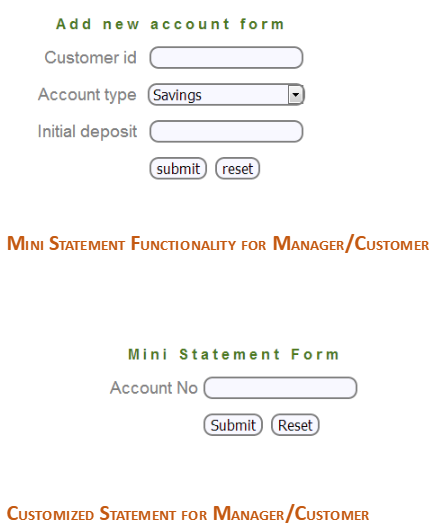 Add new account form
Customer id
Account type Savings
Initial deposit
submit reset
Mini Statement Functionality for Manager/Customer
Mini Statement Form
Account No
Submit Reset
Customized Statement for Manager/Customer